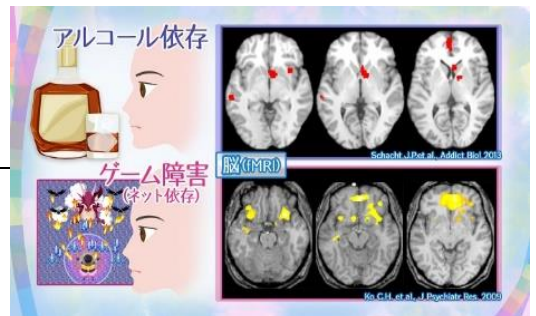 アルコール依存
Schacht J.P.et al., Addict Biol 2013
脳(fMRI)
ゲーム障害
(ネット依存)
Ko C.H. et al., J Psychiatr Res. 2009